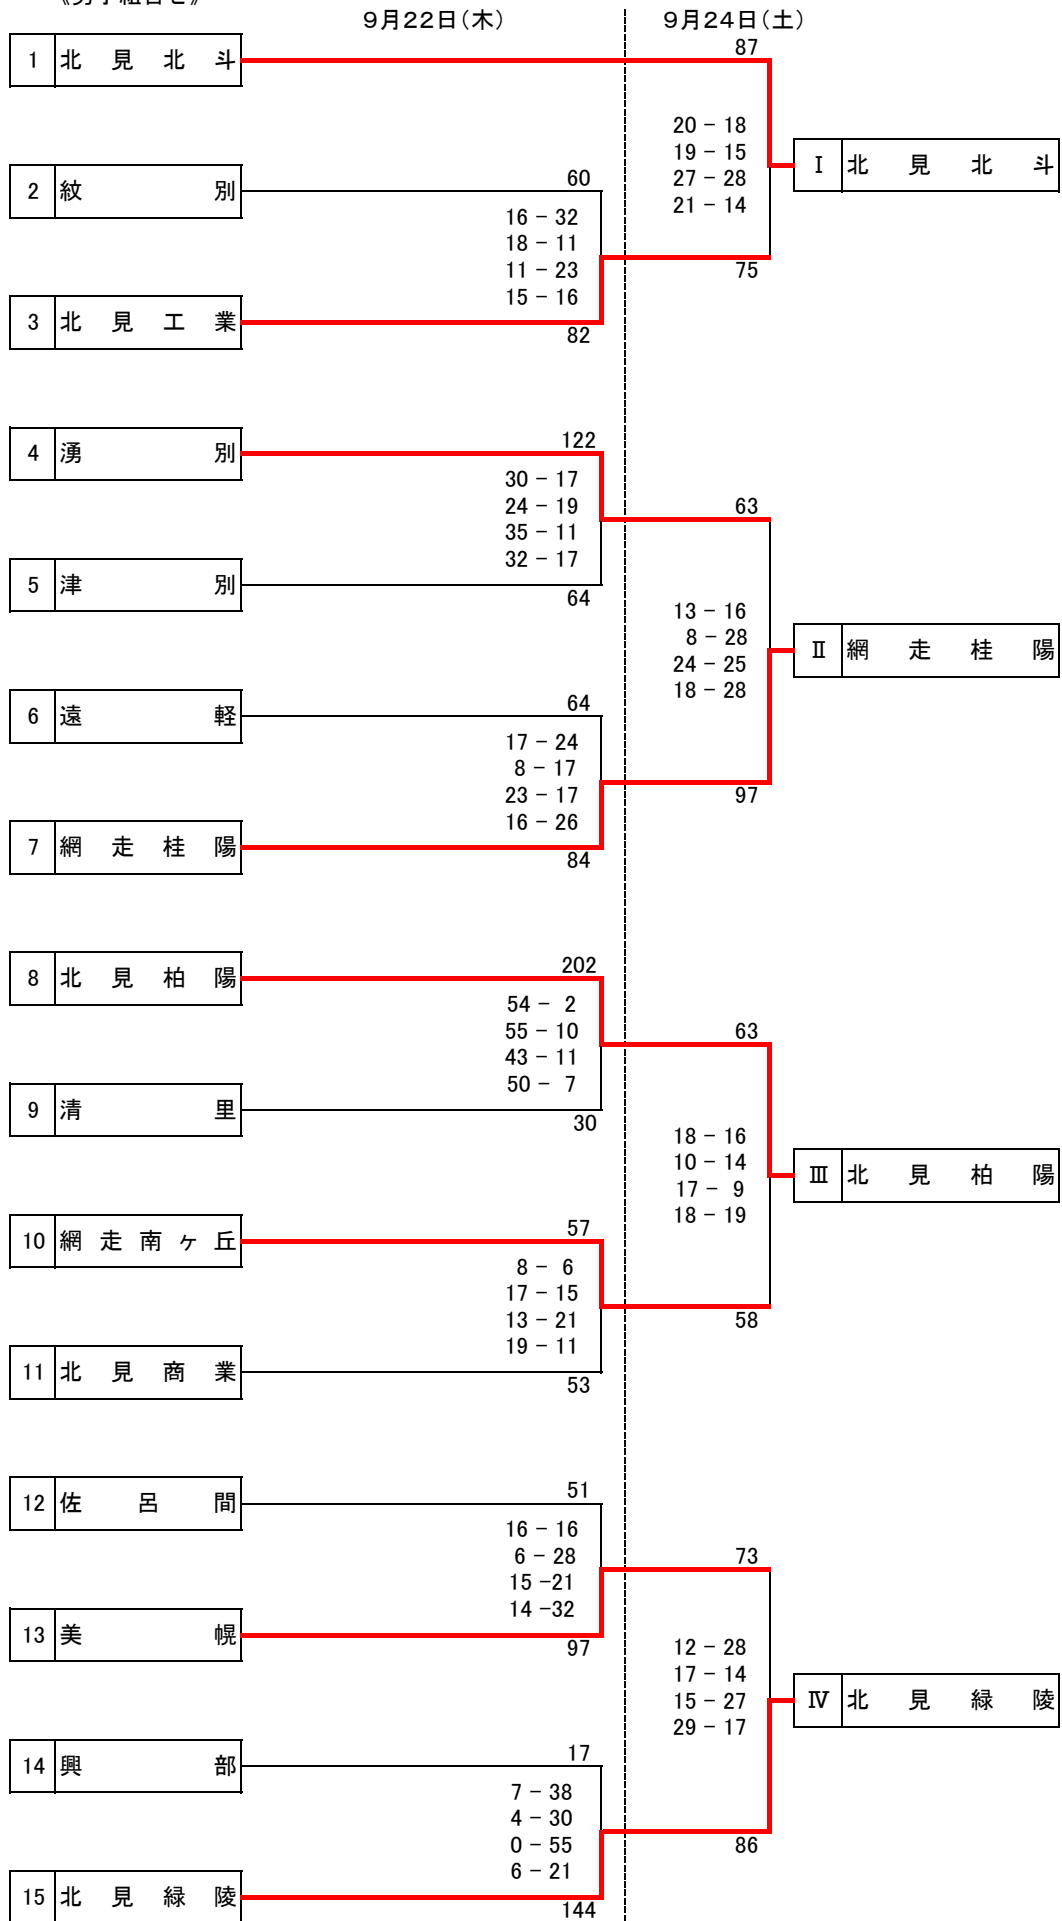 《男子組合せ》
9月22日(木)
9月24日(土)
87
1 北見北斗
20 - 18
19 - 15
27 - 28
21 - 14
Ⅰ 北見北斗
60
2 紋別
16 - 32
18 - 11
11 - 23
15 - 16
75
3 北見工業
82
122
4 湧別
30 - 17
24 - 19
35 - 11
32 - 17
63
5 津別
64
13 - 16
8 - 28
24 - 25
18 - 28
Ⅱ 網走桂陽
64
6 遠軽
17 - 24
8 - 17
23 - 17
16 - 26
97
7 網走桂陽
84
202
8 北見柏陽
54 - 2
55 - 10
43 - 11
50 - 7
63
9 清里
30
18 - 16
10 - 14
17 - 9
18 - 19
Ⅲ 北見柏陽
57
10 網走南ヶ丘
8 - 6
17 - 15
13 - 21
19 - 11
58
11 北見商業
53
51
12 佐呂間
16 - 16
6 - 28
15 -21
14 -32
73
13 美幌
97
12 - 28
17 - 14
15 - 27
29 - 17
Ⅳ 北見緑陵
17
14 興部
7 - 38
4 - 30
0 - 55
6 - 21
86
15 北見緑陵
144